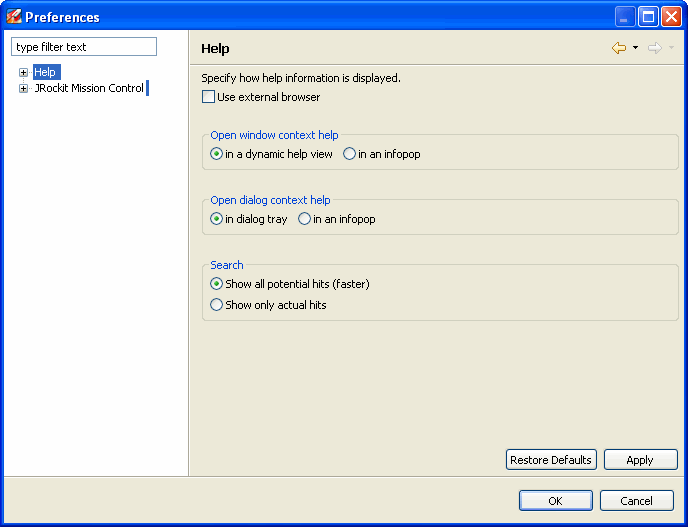 Preferences
type filter text
Help
JRockit Mission Control
Help
Specify how help information is displayed.
Use external browser
Open window context help
in a dynamic help view in an infopop
Open dialog context help
in dialog tray in an infopop
Search
Show all potential hits (faster)
Show only actual hits
Restore Defaults Apply
OK Cancel